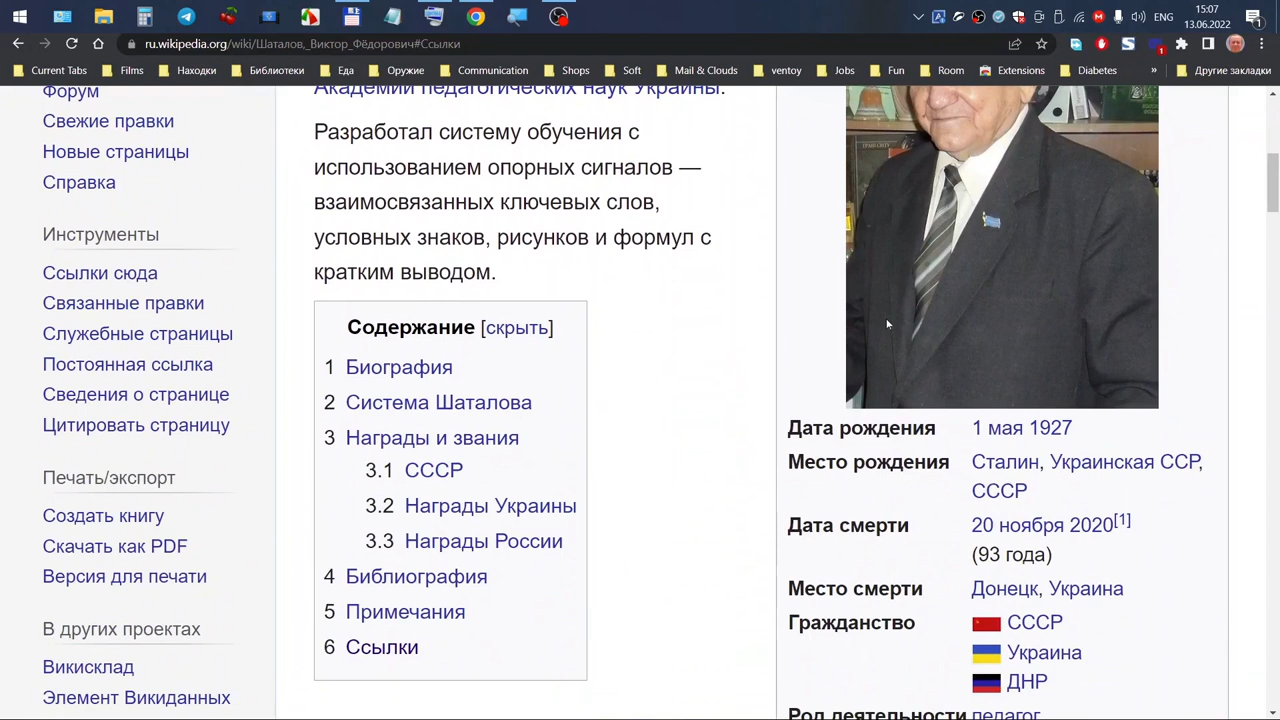 15:07
ENG
13.06.2022
1
ru.wikipedia.org/wiki/Шаталов,_Виктор_Фёдорович#Ссылки
1
Current Tabs
Films
Находки
Библиотеки
Еда
Оружие
Communication
Shops
Soft
Mail & Clouds
ventoy
Jobs
Fun
Room
Extensions
Diabetes
»
Другие закладки
Форум
Свежие правки
Новые страницы
Справка
Инструменты
Ссылки сюда
Связанные правки
Служебные страницы
Постоянная ссылка
Сведения о странице
Цитировать страницу
Печать/экспорт
Создать книгу
Скачать как PDF
Версия для печати
В других проектах
Викисклад
Элемент Викиданных
Академии педагогических наук Украины.
Разработал систему обучения с
использованием опорных сигналов —
взаимосвязанных ключевых слов,
условных знаков, рисунков и формул с
кратким выводом.
Содержание [скрыть]
1 Биография
2 Система Шаталова
3 Награды и звания
3.1 СССР
3.2 Награды Украины
3.3 Награды России
4 Библиография
5 Примечания
6 Ссылки
Дата рождения 1 мая 1927
Место рождения Сталин, Украинская ССР,
СССР
Дата смерти 20 ноября 2020[1]
(93 года)
Место смерти Донецк, Украина
Гражданство СССР
Украина
ДНР
Род деятельности педагог